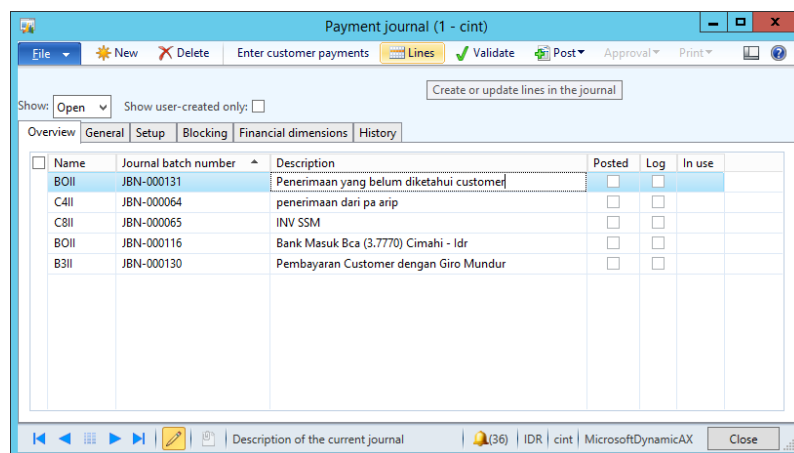 Payment journal (1 - cint)
File New Delete Enter customer payments Lines Validate Post Approval Print
Create or update lines in the journal
Show: Open Show user-created only:
Overview General Setup Blocking Financial dimensions History
Name Journal batch number Description Posted Log In use
BOII JBN-000131 Penerimaan yang belum diketahui customer
C4II JBN-000064 penerimaan dari pa arip
C8II JBN-000065 INV SSM
BOII JBN-000116 Bank Masuk Bca (3.7770) Cimahi - Idr
B3II JBN-000130 Pembayaran Customer dengan Giro Mundur
Description of the current journal (36) IDR cint MicrosoftDynamicAX Close